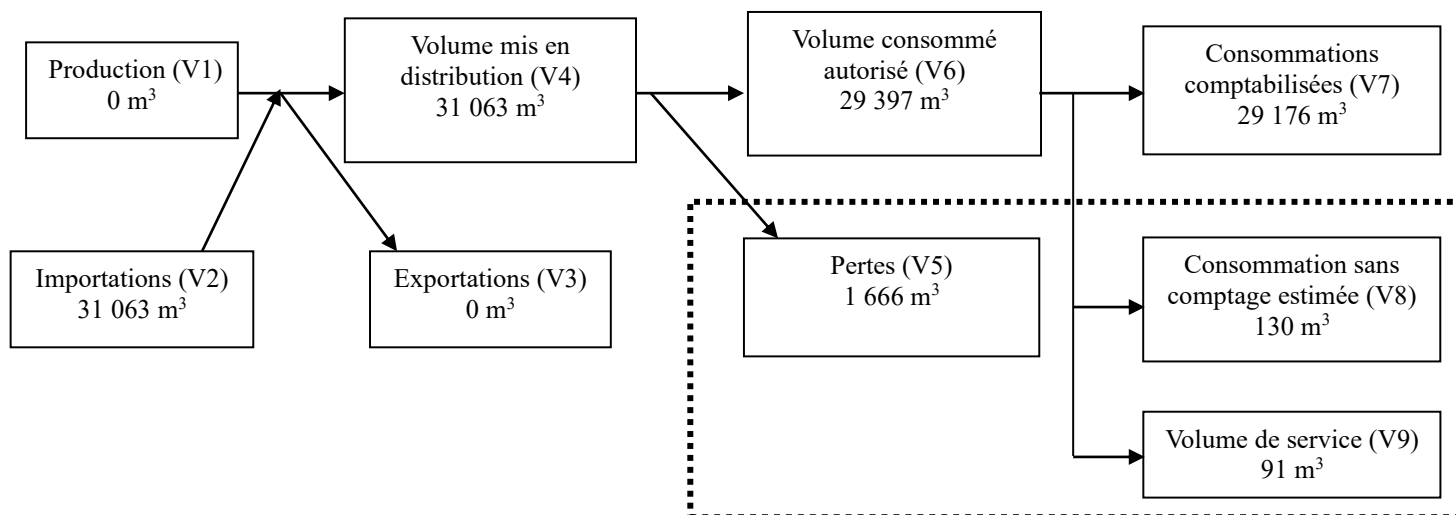 Production (V1)
0 m³
Volume mis en
distribution (V4)
31 063 m³
Volume consommé
autorisé (V6)
29 397 m³
Consommations
comptabilisées (V7)
29 176 m³
Importations (V2)
31 063 m³
Exportations (V3)
0 m³
Pertes (V5)
1 666 m³
Consommation sans
comptage estimée (V8)
130 m³
Volume de service (V9)
91 m³